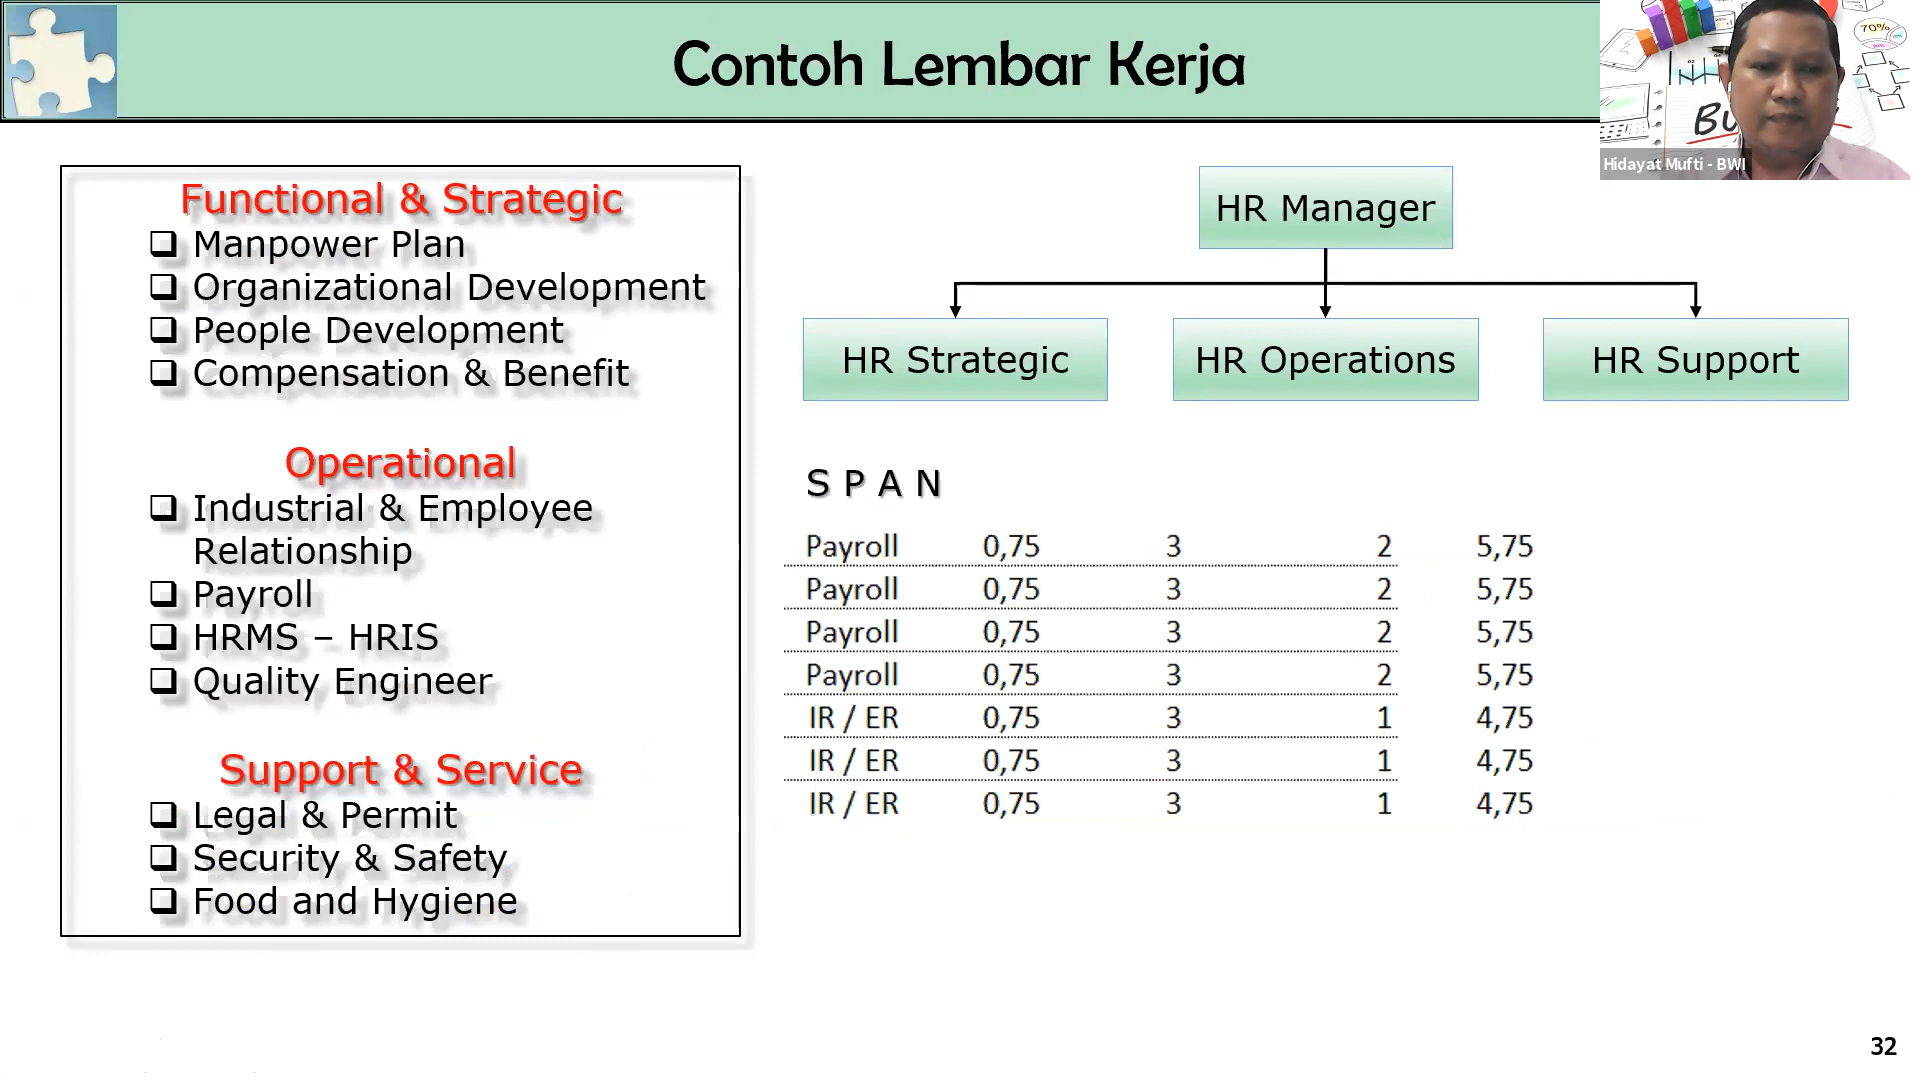 Contoh Lembar Kerja
70%
Hidayat Mufti - BWI
Functional & Strategic
❑ Manpower Plan
❑ Organizational Development
❑ People Development
❑ Compensation & Benefit
Operational
❑ Industrial & Employee
Relationship
❑ Payroll
❑ HRMS – HRIS
❑ Quality Engineer
Support & Service
❑ Legal & Permit
❑ Security & Safety
❑ Food and Hygiene
HR Manager
HR Strategic
HR Operations
HR Support
S P A N
Payroll 0,75 3 2 5,75
Payroll 0,75 3 2 5,75
Payroll 0,75 3 2 5,75
Payroll 0,75 3 2 5,75
IR / ER 0,75 3 1 4,75
IR / ER 0,75 3 1 4,75
IR / ER 0,75 3 1 4,75
32